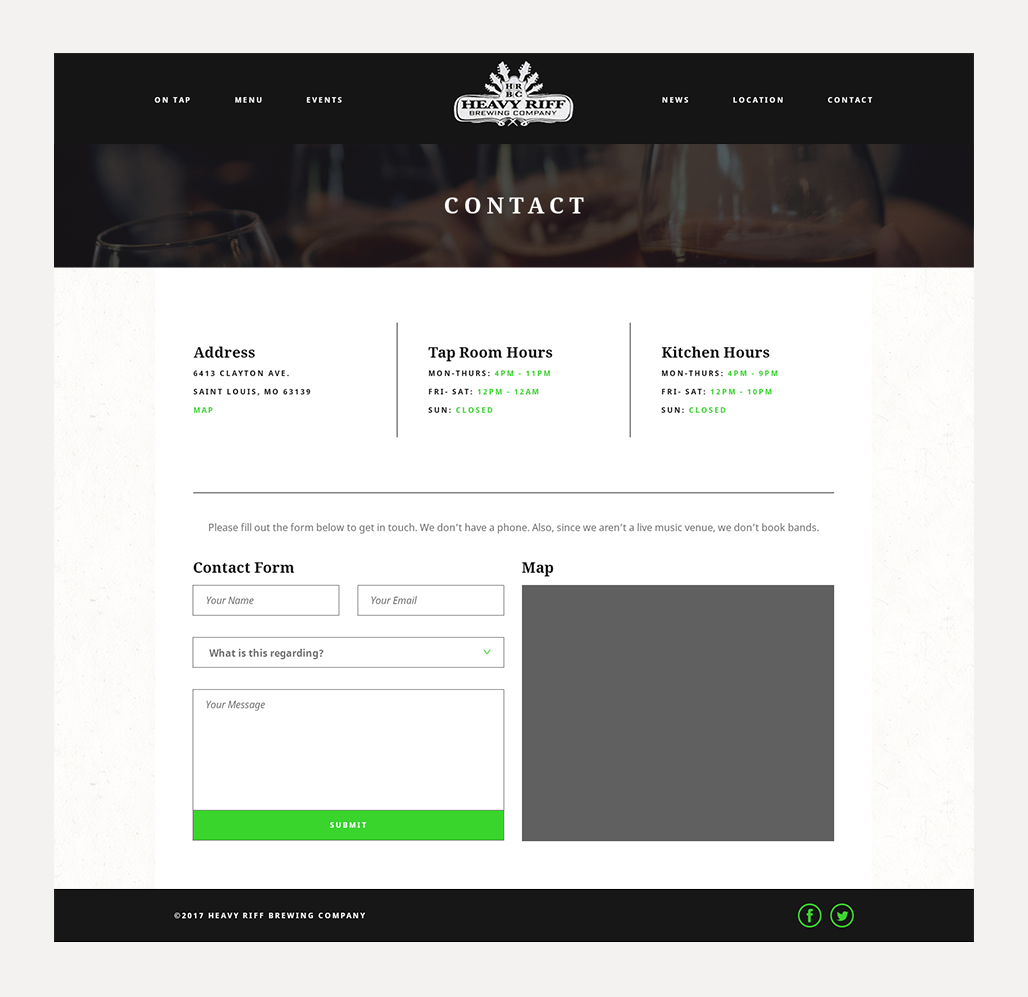 ON TAP MENU EVENTS
H R
B C
HEAVY RIFF
BREWING COMPANY
NEWS LOCATION CONTACT
CONTACT
Address
6413 CLAYTON AVE.
SAINT LOUIS, MO 63139
MAP
Tap Room Hours
MON-THURS: 4PM - 11PM
FRI- SAT: 12PM - 12AM
SUN: CLOSED
Kitchen Hours
MON-THURS: 4PM - 9PM
FRI- SAT: 12PM - 10PM
SUN: CLOSED
Please fill out the form below to get in touch. We don't have a phone. Also, since we aren't a live music venue, we don't book bands.
Contact Form
Your Name
Your Email
What is this regarding?
Your Message
SUBMIT
Map
©2017 HEAVY RIFF BREWING COMPANY